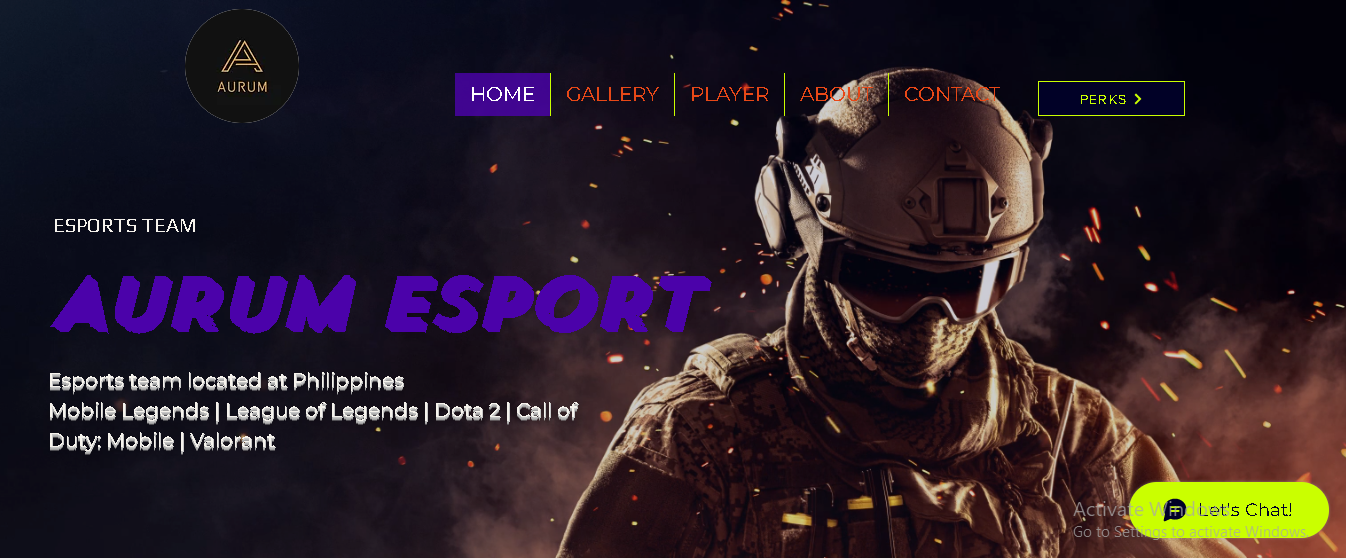 AURUM
HOME GALLERY PLAYER ABOU CONTACT PERKS
ESPORTS TEAM
AURUM ESPORT
Esports team located at Philippines
Mobile Legends | League of Legends | Dota 2 | Call of
Duty: Mobile | Valorant
Let's Chat!
Activate Windows
Go to Settings to activate Windows